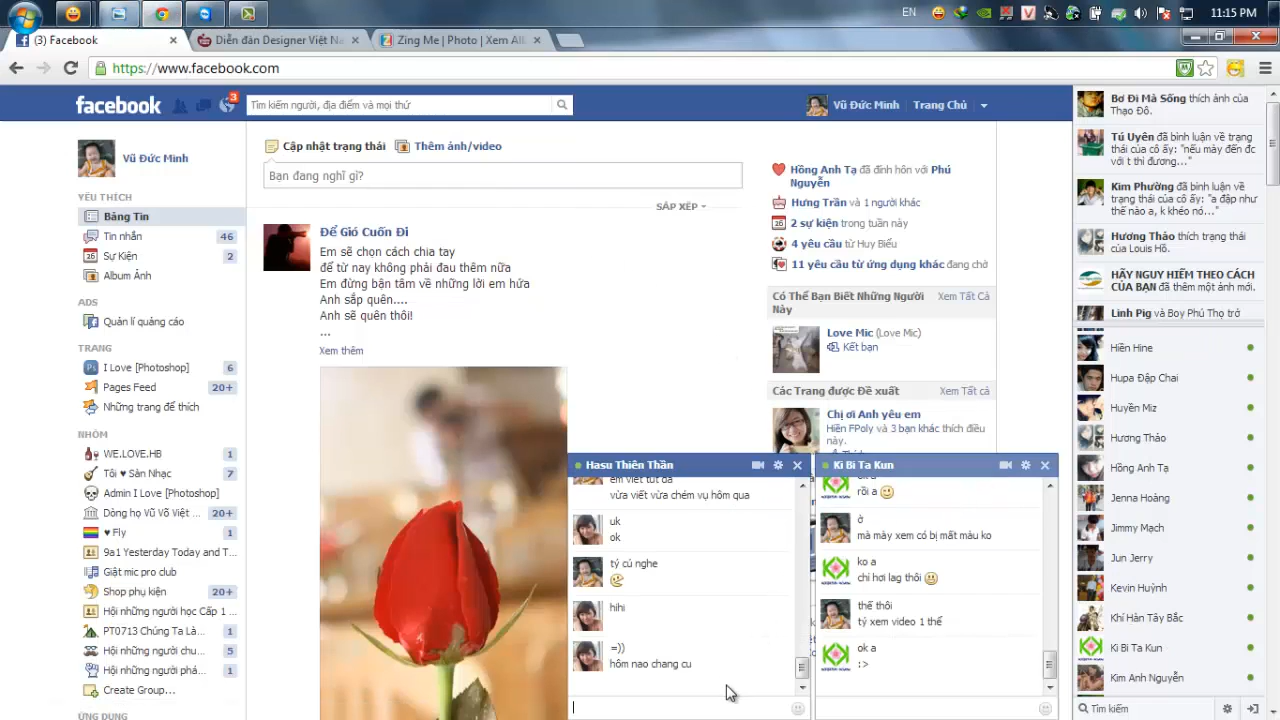 EN
11:15 PM
(3) Facebook
Diễn đàn Designer Việt Na
Zing Me | Photo | Xem Alb
https://www.facebook.com
facebook
3
Tìm kiếm người, địa điểm và mọi thứ
Vũ Đức Minh
Trang Chủ
Vũ Đức Minh
YÊU THÍCH
Bảng Tin
Tin nhắn 46
Sự Kiện 2
Album Ảnh
ADS
Quản lí quảng cáo
TRANG
I Love [Photoshop] 6
Pages Feed 20+
Những trang để thích
NHÓM
WE.LOVE.HB 1
Tôi ♥ Sàn Nhạc 7
Admin I Love [Photoshop]
Dòng họ Vũ Võ Việt ... 20+
♥ Fly 1
9a1 Yesterday Today and T...
Giật mic pro club
Shop phụ kiện 20+
Hội những người học Cấp 1 ...
PT0713 Chúng Ta Là... 1
Hội những người chu... 5
Hội những người phá... 1
Create Group...
ỨNG DỤNG
Cập nhật trạng thái
Thêm ảnh/video
Bạn đang nghĩ gì?
SẮP XẾP
Để Gió Cuốn Đi
Em sẽ chọn cách chia tay
để từ nay không phải đau thêm nữa
Em đừng bận tâm về những lời em hứa
Anh sắp quên....
Anh sẽ quên thôi!
...
Xem thêm
Hồng Anh Tạ đã đính hôn với Phú
Nguyễn
Hưng Trần và 1 người khác
2 sự kiện trong tuần này
4 yêu cầu từ Huy Biểu
11 yêu cầu từ ứng dụng khác đang chờ
Có Thể Bạn Biết Những Người
Này
Xem Tất Cả
Love Mic (Love Mic)
Kết bạn
Các Trang được Đề xuất
Xem Tất cả
Chị ơi Anh yêu em
Hiền FPoly và 3 bạn khác thích điều
này.
Hasu Thiên Thần
em viết tút đã
vừa viết vừa chém vụ hôm qua
uk
ok
tý cú nghe
hihi
=))
hôm nao chang cu
Ki Bi Ta Kun
rồi a
ờ
mà mày xem có bị mất màu ko
ko a
chỉ hơi lag thôi
thế thôi
tý xem video 1 thể
ok a
:>
Bơ Đi Mà Sống thích ảnh của
Thạo Đỗ.
Tú Uyên đã bình luận về trạng
thái của cô ấy: "nếu mày đến đc
với t thì đương..."
Kim Phường đã bình luận về
trạng thái của cô ấy: "a đập như
thế nào a, k khéo nó..."
Hương Thảo thích trạng thái
của Louis Hồ.
HÃY NGUY HIỂM THEO CÁCH
CỦA BẠN đã thêm một ảnh mới.
Linh Pig và Boy Phú Thọ trở
Hiền Hine
Hupa Đập Chai
Huyền Miz
Hương Thảo
Hồng Anh Tạ
Jenna Hoàng
Jimmy Mạch
Jun Jerry
Kevin Huỳnh
Khỉ Hàn Tây Bắc
Ki Bi Ta Kun
Kim Anh Nguyễn
Tìm kiếm